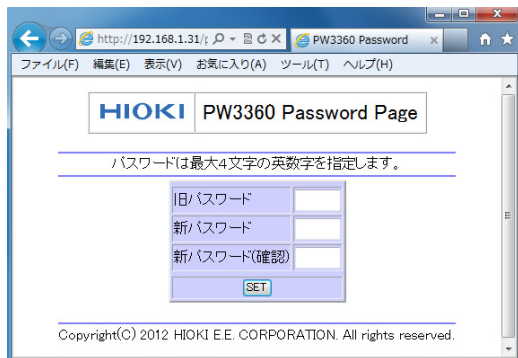 http://192.168.1.31/
PW3360 Password
ファイル(F) 編集(E) 表示(V) お気に入り(A) ツール(T) ヘルプ(H)
HIOKI PW3360 Password Page
パスワードは最大4文字の英数字を指定します。
旧パスワード
新パスワード
新パスワード(確認)
SET
Copyright(C) 2012 HIOKI E.E. CORPORATION. All rights reserved.